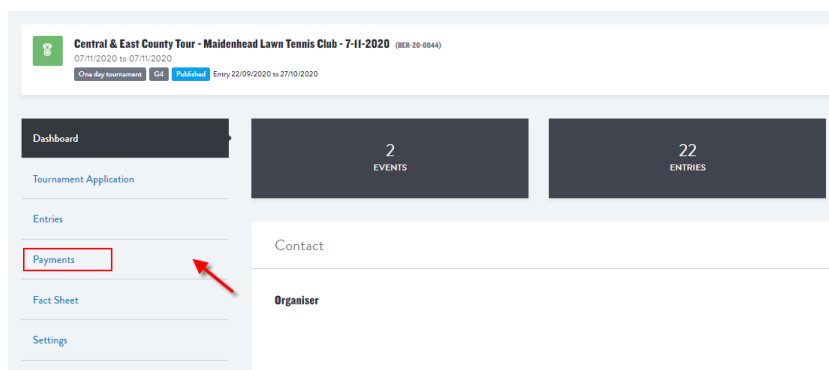 Central & East County Tour - Maidenhead Lawn Tennis Club - 7-11-2020 (BER-20-0044)
07/11/2020 to 07/11/2020
One day tournament G4 Published Entry 22/09/2020 to 27/10/2020
Dashboard
Tournament Application
Entries
Payments
Fact Sheet
Settings
2
EVENTS
22
ENTRIES
Contact
Organiser